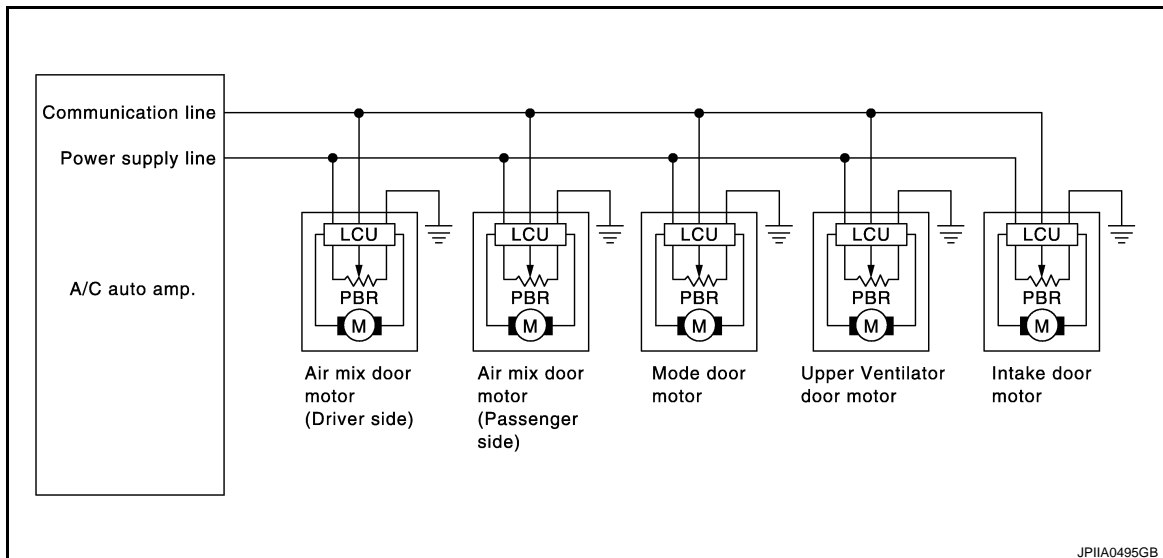 Communication line
Power supply line
A/C auto amp.
LCU
PBR
M
LCU
PBR
M
LCU
PBR
M
LCU
PBR
M
LCU
PBR
M
Air mix door
motor
(Driver side)
Air mix door
motor
(Passenger
side)
Mode door
motor
Upper Ventilator
door motor
Intake door
motor
JPIIA0495GB